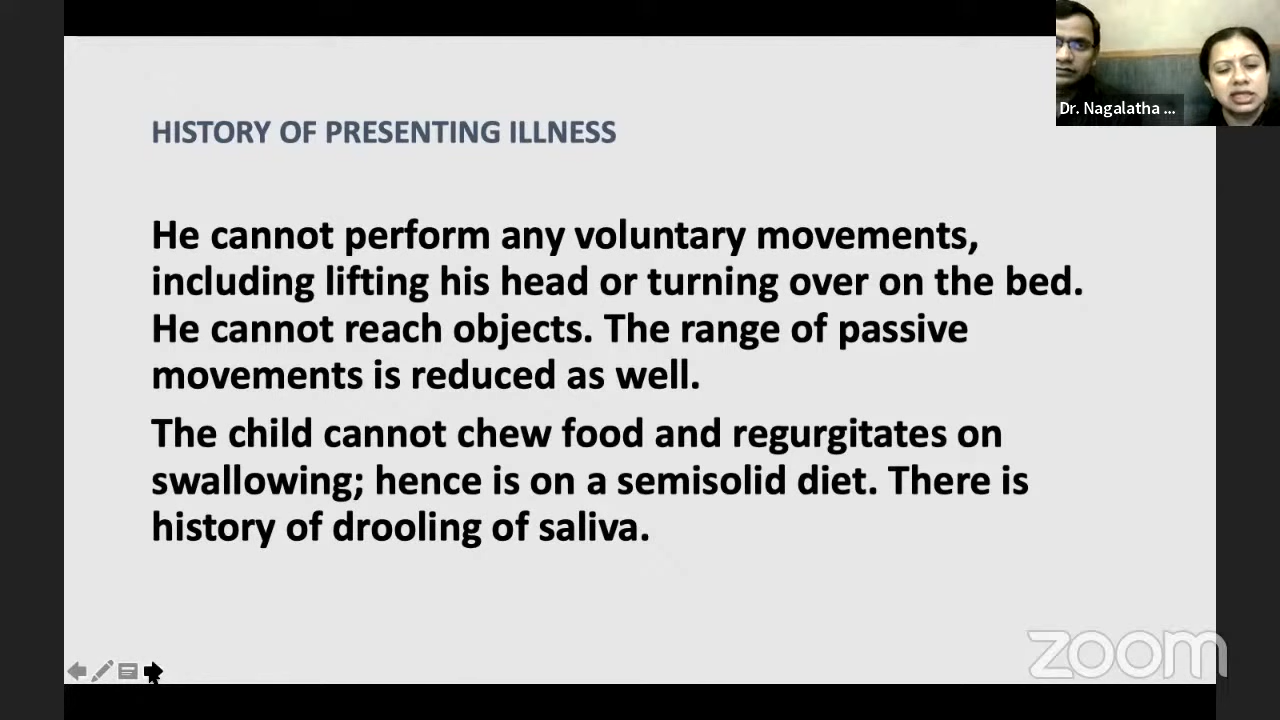 HISTORY OF PRESENTING ILLNESS
He cannot perform any voluntary movements,
including lifting his head or turning over on the bed.
He cannot reach objects. The range of passive
movements is reduced as well.
The child cannot chew food and regurgitates on
swallowing; hence is on a semisolid diet. There is
history of drooling of saliva.
Dr. Nagalatha ...
zoom